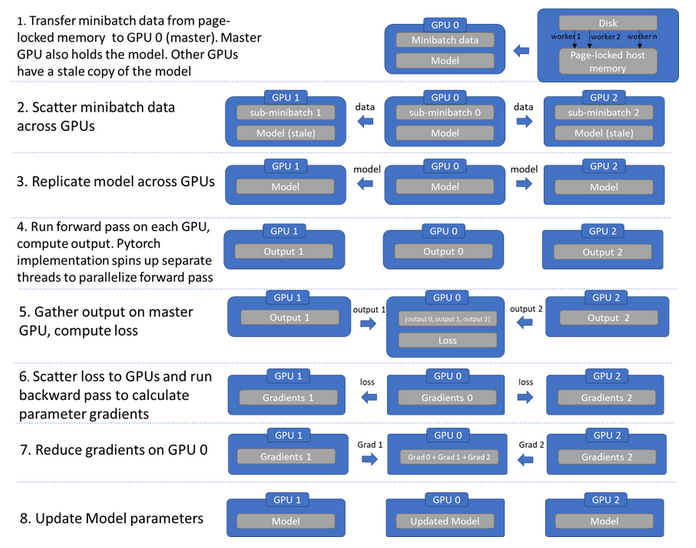 1. Transfer minibatch data from page-
locked memory  to GPU 0 (master). Master
GPU also holds the model. Other GPUs
have a stale copy of the model
GPU 0
Minibatch data
Model
Disk
worker 1 worker 2 worker n
Page-locked host
memory
2. Scatter minibatch data
across GPUs
GPU 1
sub-minibatch 1
Model (stale)
data
GPU 0
sub-minibatch 0
Model
data
GPU 2
sub-minibatch 2
Model (stale)
3. Replicate model across GPUs
GPU 1
Model
model
GPU 0
Model
model
GPU 2
Model
4. Run forward pass on each GPU,
compute output. Pytorch
implementation spins up separate
threads to parallelize forward pass
GPU 1
Output 1
GPU 0
Output 0
GPU 2
Output 2
5. Gather output on master
GPU, compute loss
GPU 1
Output 1
output 1
GPU 0
[output 0, output 1, output 2]
Loss
output 2
GPU 2
Output  2
6. Scatter loss to GPUs and run
backward pass to calculate
parameter gradients
GPU 1
Gradients 1
loss
GPU 0
Gradients 0
loss
GPU 2
Gradients 2
7. Reduce gradients on GPU 0
GPU 1
Gradients 1
Grad 1
GPU 0
Grad 0 + Grad 1 + Grad 2
Grad 2
GPU 2
Gradients 2
8. Update Model parameters
GPU 1
Model
GPU 0
Updated Model
GPU 2
Model